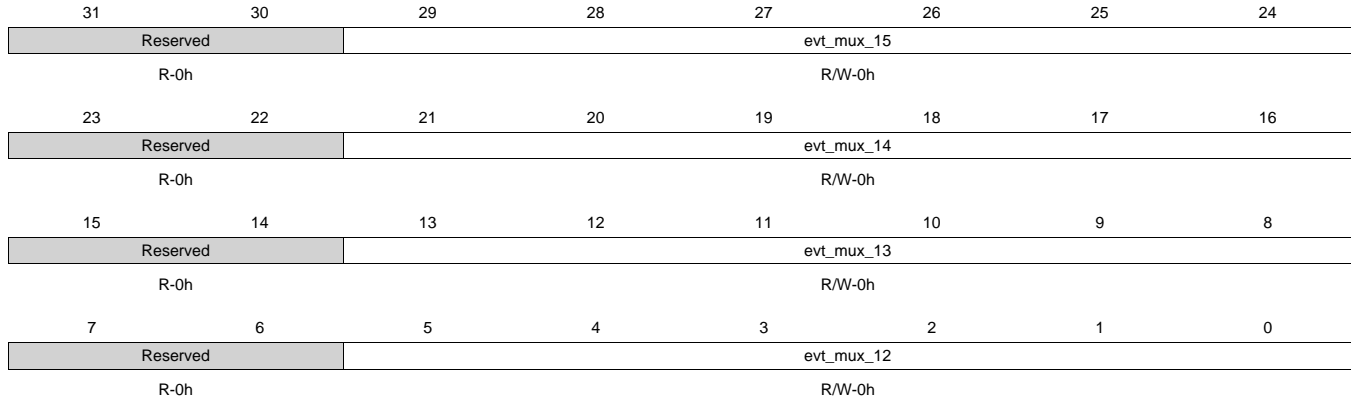 31 30 29 28 27 26 25 24
Reserved evt_mux_15
R-0h R/W-0h
23 22 21 20 19 18 17 16
Reserved evt_mux_14
R-0h R/W-0h
15 14 13 12 11 10 9 8
Reserved evt_mux_13
R-0h R/W-0h
7 6 5 4 3 2 1 0
Reserved evt_mux_12
R-0h R/W-0h